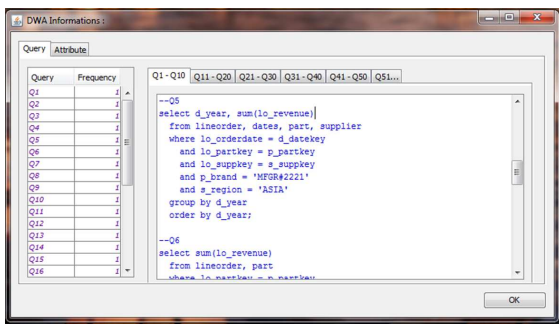 DWA Informations :
Query Attribute
Query Frequency
Q1 1
Q2 1
Q3 1
Q4 1
Q5 1
Q6 1
Q7 1
Q8 1
Q9 1
Q10 1
Q11 1
Q12 1
Q13 1
Q14 1
Q15 1
Q16 1
Q1 - Q10 Q11 - Q20 Q21 - Q30 Q31 - Q40 Q41 - Q50 Q51...
--Q5
select d_year, sum(lo_revenue)
from lineorder, dates, part, supplier
where lo_orderdate = d_datekey
and lo_partkey = p_partkey
and lo_suppkey = s_suppkey
and p_brand = 'MFGR#2221'
and s_region = 'ASIA'
group by d_year
order by d_year;
--Q6
select sum(lo_revenue)
from lineorder, part
where lo_partkey = p_partkey
OK